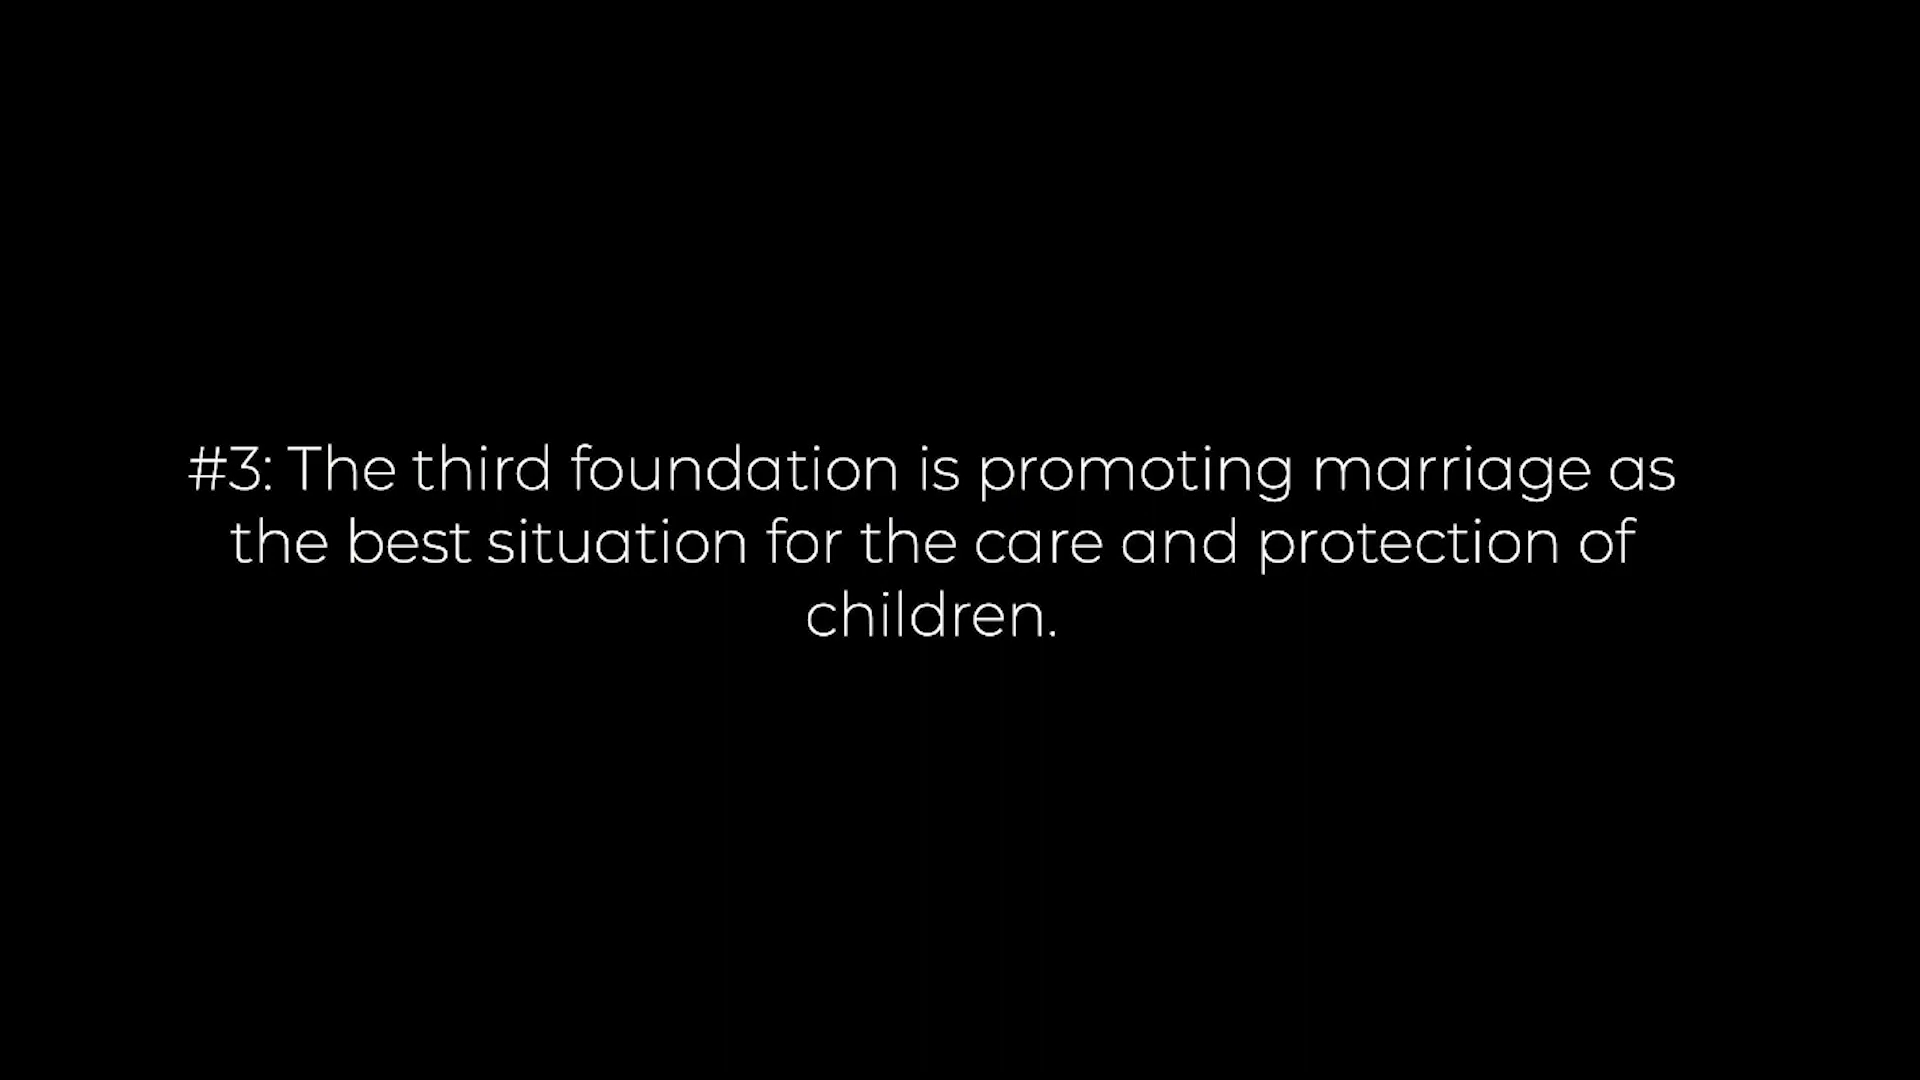 #3: The third foundation is promoting marriage as
the best situation for the care and protection of
children.